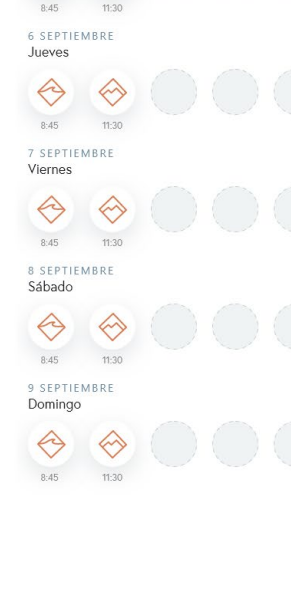 8:45 11:30
6 SEPTIEMBRE
Jueves
8:45 11:30
7 SEPTIEMBRE
Viernes
8:45 11:30
8 SEPTIEMBRE
Sábado
8:45 11:30
9 SEPTIEMBRE
Domingo
8:45 11:30